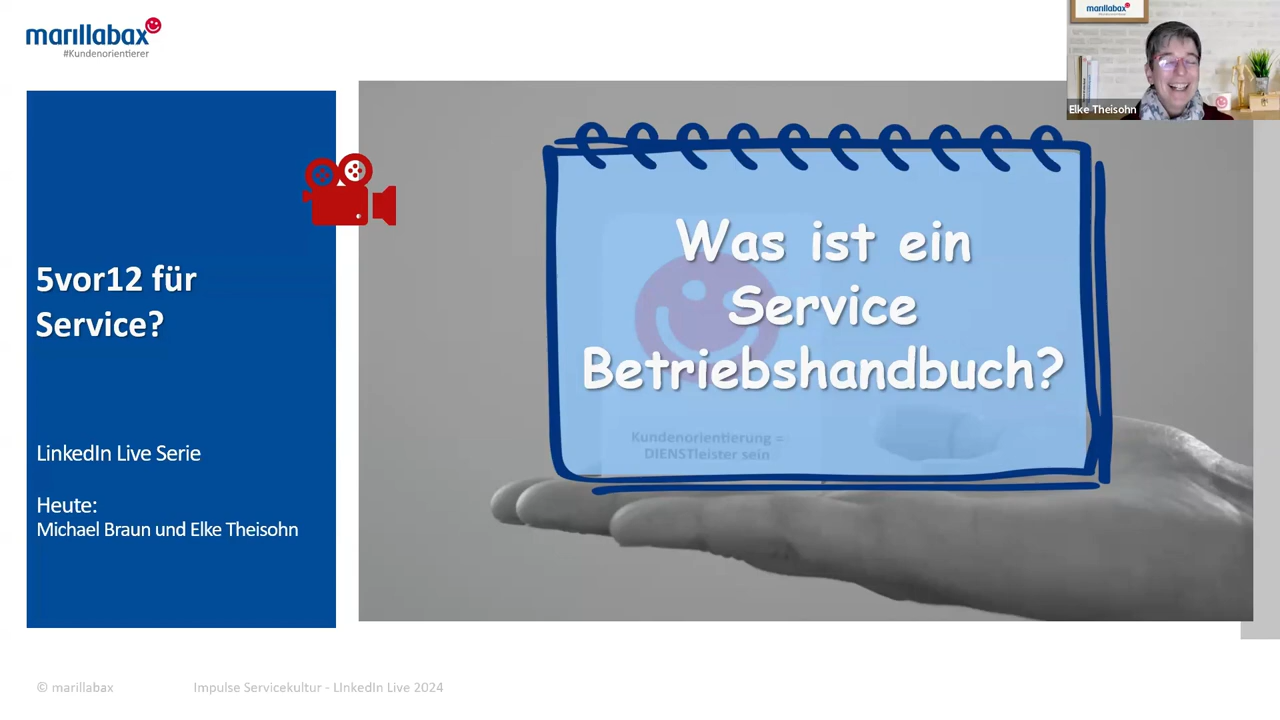 marillabax
#Kundenorientierer
marillabax
Elke Theisohn
5vor12 für
Service?
LinkedIn Live Serie
Heute:
Michael Braun und Elke Theisohn
Was ist ein
Service
Betriebshandbuch?
Kundenorientierung =
DIENSTleister sein
© marillabax
Impulse Servicekultur - LInkedIn Live 2024